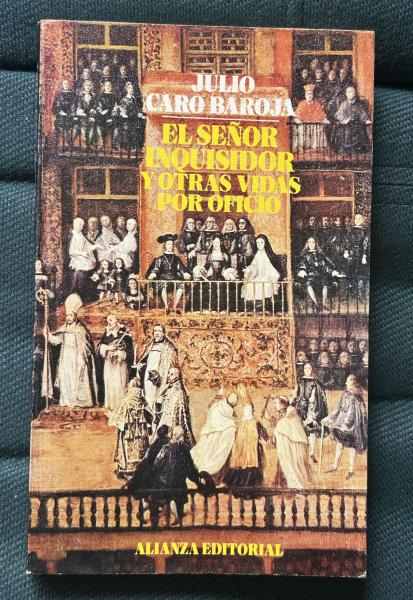 JULIO
CARO BAROJA
EL SEÑOR
INQUISIDOR
Y OTRAS VIDAS
POR OFICIO
ALIANZA EDITORIAL